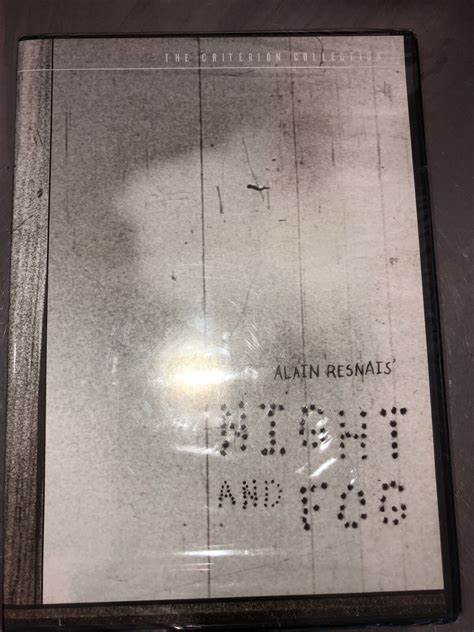 THE CRITERION COLLECTION
ALAIN RESNAIS'
NIGHT
AND FOG